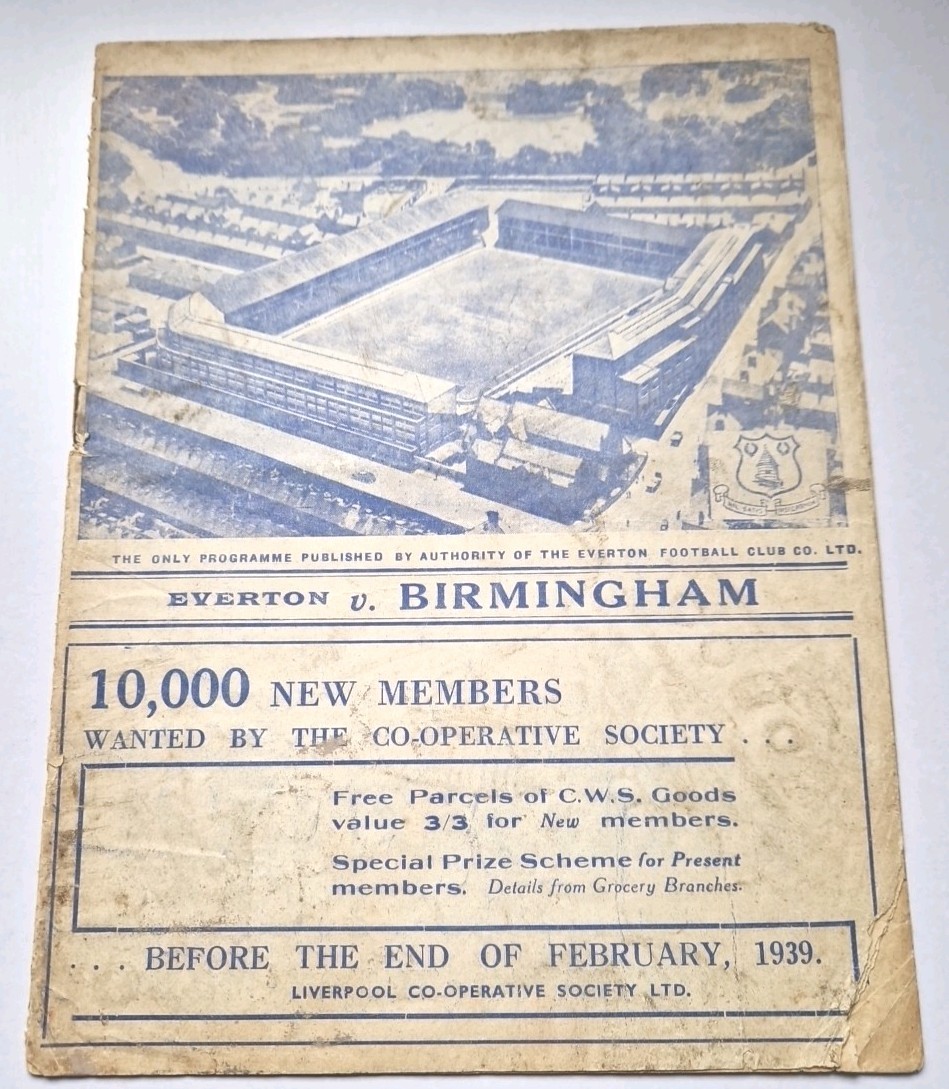 THE ONLY PROGRAMME PUBLISHED BY AUTHORITY OF THE EVERTON FOOTBALL CLUB CO. LTD.
EVERTON v. BIRMINGHAM
10,000 NEW MEMBERS
WANTED BY THE CO-OPERATIVE SOCIETY . . .
Free Parcels of C.W.S. Goods
value 3/3 for New members.
Special Prize Scheme for Present
members. Details from Grocery Branches.
. . . BEFORE THE END OF FEBRUARY, 1939.
LIVERPOOL CO-OPERATIVE SOCIETY LTD.